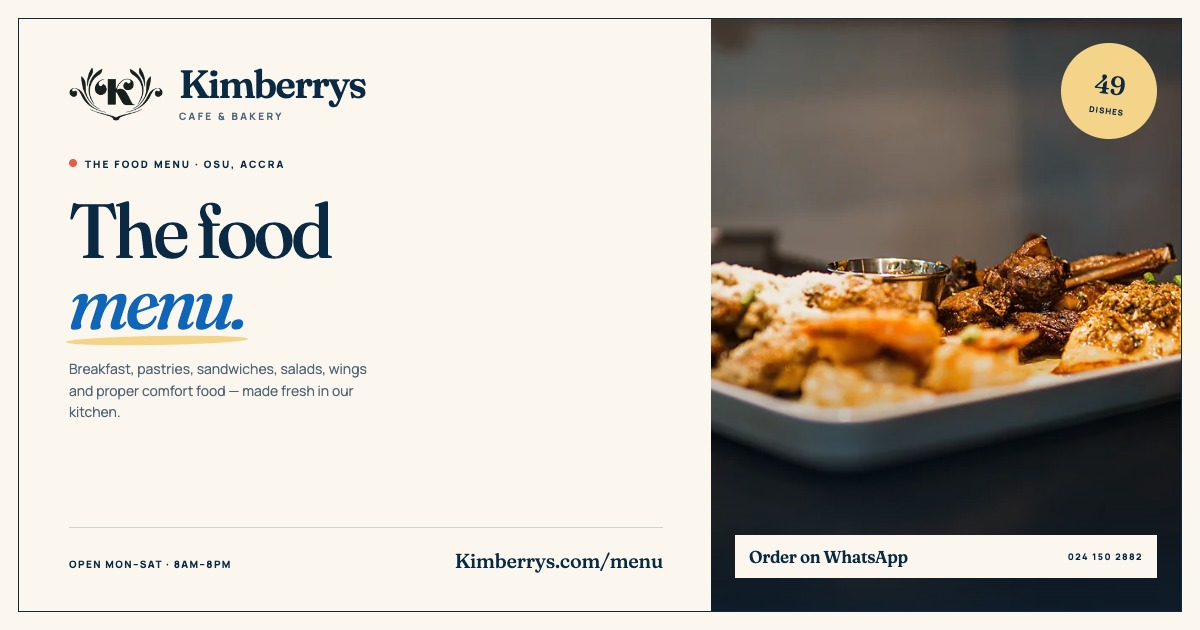 K
Kimberrys
CAFE & BAKERY
THE FOOD MENU · OSU, ACCRA
The food
menu.
Breakfast, pastries, sandwiches, salads, wings
and proper comfort food — made fresh in our
kitchen.
OPEN MON–SAT · 8AM–8PM
Kimberrys.com/menu
49
DISHES
Order on WhatsApp
024 150 2882